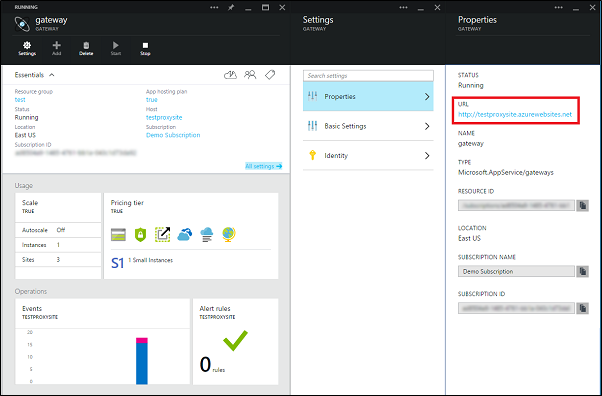 RUNNING
gateway
GATEWAY
Settings
Add
Delete
Start
Stop
Essentials
Resource group
test
App hosting plan
true
Status
Running
Host
testproxysite
Location
East US
Subscription
Demo Subscription
Subscription ID
All settings →
Usage
Scale
TRUE
Autoscale Off
Instances 1
Sites 3
Pricing tier
TRUE
S1 1 Small Instances
Operations
Events
TESTPROXYSITE
20
15
10
5
0
Alert rules
TESTPROXYSITE
0 rules
Settings
GATEWAY
Search settings
Properties
Basic Settings
Identity
Properties
GATEWAY
STATUS
Running
URL
http://testproxysite.azurewebsites.net
NAME
gateway
TYPE
Microsoft.AppService/gateways
RESOURCE ID
LOCATION
East US
SUBSCRIPTION NAME
Demo Subscription
SUBSCRIPTION ID